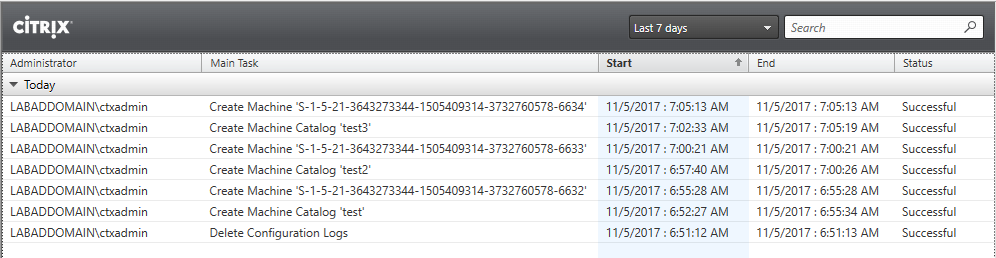 CİTRIX
Last 7 days Search
Administrator Main Task Start End Status
Today
LABADDOMAIN\ctxadmin Create Machine 'S-1-5-21-3643273344-1505409314-3732760578-6634' 11/5/2017 : 7:05:13 AM 11/5/2017 : 7:05:13 AM Successful
LABADDOMAIN\ctxadmin Create Machine Catalog 'test3' 11/5/2017 : 7:02:33 AM 11/5/2017 : 7:05:19 AM Successful
LABADDOMAIN\ctxadmin Create Machine 'S-1-5-21-3643273344-1505409314-3732760578-6633' 11/5/2017 : 7:00:21 AM 11/5/2017 : 7:00:21 AM Successful
LABADDOMAIN\ctxadmin Create Machine Catalog 'test2' 11/5/2017 : 6:57:40 AM 11/5/2017 : 7:00:26 AM Successful
LABADDOMAIN\ctxadmin Create Machine 'S-1-5-21-3643273344-1505409314-3732760578-6632' 11/5/2017 : 6:55:28 AM 11/5/2017 : 6:55:28 AM Successful
LABADDOMAIN\ctxadmin Create Machine Catalog 'test' 11/5/2017 : 6:52:27 AM 11/5/2017 : 6:55:34 AM Successful
LABADDOMAIN\ctxadmin Delete Configuration Logs 11/5/2017 : 6:51:12 AM 11/5/2017 : 6:51:13 AM Successful